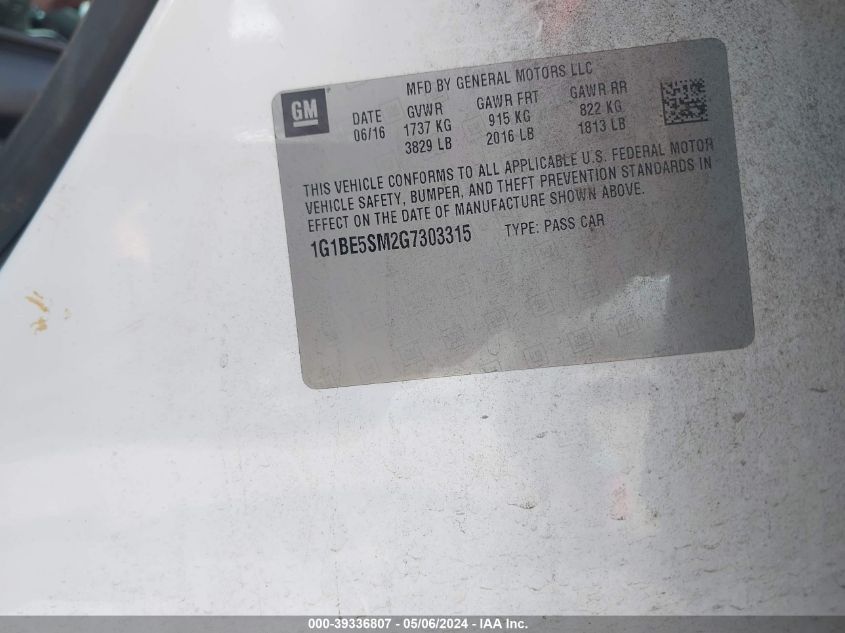 MFD BY GENERAL MOTORS LLC
GM
DATE GVWR GAWR FRT GAWR RR
06/16 1737 KG 915 KG 822 KG
3829 LB 2016 LB 1813 LB
THIS VEHICLE CONFORMS TO ALL APPLICABLE U.S. FEDERAL MOTOR
VEHICLE SAFETY, BUMPER, AND THEFT PREVENTION STANDARDS IN
EFFECT ON THE DATE OF MANUFACTURE SHOWN ABOVE.
1G1BE5SM2G7303315 TYPE: PASS CAR
000-39336807 - 05/06/2024 - IAA Inc.